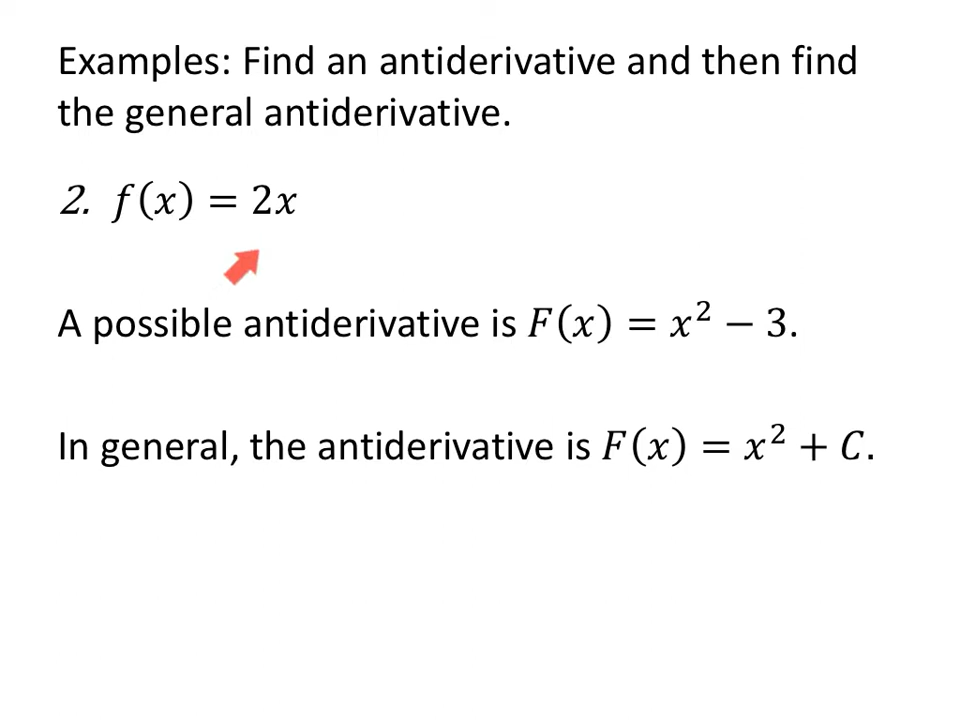 Examples: Find an antiderivative and then find
the general antiderivative.
2. f(x) = 2x
A possible antiderivative is F(x) = x² − 3.
In general, the antiderivative is F(x) = x² + C.